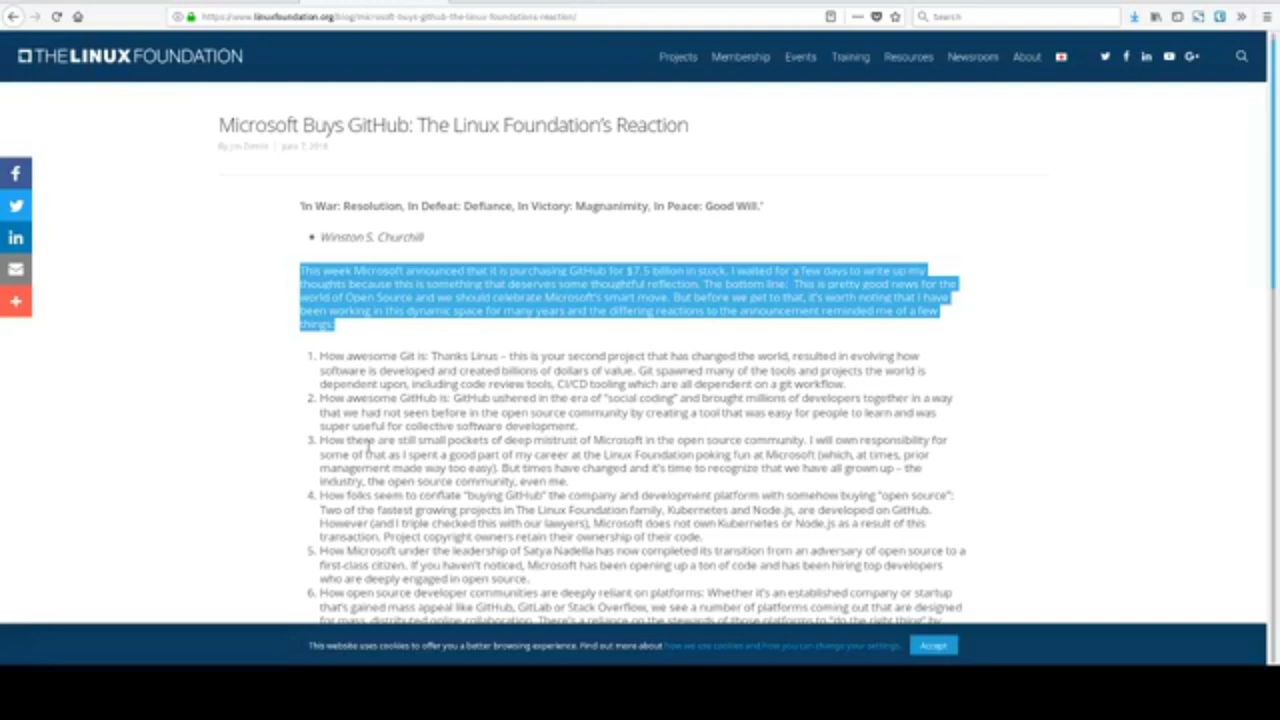 https://www.linuxfoundation.org/blog/microsoft-buys-github-the-linux-foundations-reaction/
Search
THE LINUX FOUNDATION
Projects Membership Events Training Resources Newsroom About
Microsoft Buys GitHub: The Linux Foundation's Reaction
By Jim Zemlin | June 7, 2018
'In War: Resolution, In Defeat: Defiance, In Victory: Magnanimity, In Peace: Good Will.'
• Winston S. Churchill
This week Microsoft announced that it is purchasing GitHub for $7.5 billion in stock. I waited for a few days to write up my
thoughts because this is something that deserves some thoughtful reflection. The bottom line: This is pretty good news for the
world of Open Source and we should celebrate Microsoft's smart move. But before we get to that, it's worth noting that I have
been working in this dynamic space for many years and the differing reactions to the announcement reminded me of a few
things:
1. How awesome Git is: Thanks Linus – this is your second project that has changed the world, resulted in evolving how
software is developed and created billions of dollars of value. Git spawned many of the tools and projects the world is
dependent upon, including code review tools, CI/CD tooling which are all dependent on a git workflow.
2. How awesome GitHub is: GitHub ushered in the era of "social coding" and brought millions of developers together in a way
that we had not seen before in the open source community by creating a tool that was easy for people to learn and was
super useful for collective software development.
3. How there are still small pockets of deep mistrust of Microsoft in the open source community. I will own responsibility for
some of that as I spent a good part of my career at the Linux Foundation poking fun at Microsoft (which, at times, prior
management made way too easy). But times have changed and it's time to recognize that we have all grown up – the
industry, the open source community, even me.
4. How folks seem to conflate "buying GitHub" the company and development platform with somehow buying "open source":
Two of the fastest growing projects in The Linux Foundation family, Kubernetes and Node.js, are developed on GitHub.
However (and I triple checked this with our lawyers), Microsoft does not own Kubernetes or Node.js as a result of this
transaction. Project copyright owners retain their ownership of their code.
5. How Microsoft under the leadership of Satya Nadella has now completed its transition from an adversary of open source to a
first-class citizen. If you haven't noticed, Microsoft has been opening up a ton of code and has been hiring top developers
who are deeply engaged in open source.
6. How open source developer communities are deeply reliant on platforms: Whether it's an established company or startup
that's gained mass appeal like GitHub, GitLab or Stack Overflow, we see a number of platforms coming out that are designed
for mass, distributed online collaboration. There's a reliance on the stewards of those platforms to "do the right thing" by
This website uses cookies to offer you a better browsing experience. Find out more about how we use cookies and how you can change your settings.
Accept